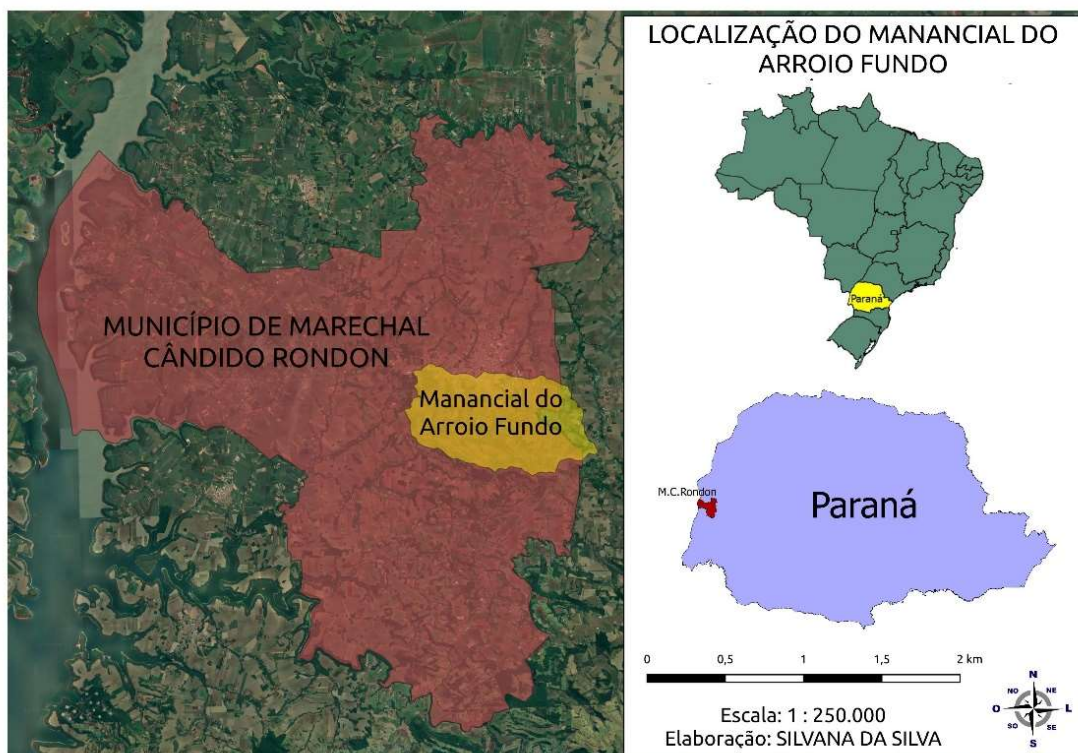 LOCALIZAÇÃO DO MANANCIAL DO
ARROIO FUNDO
MUNICÍPIO DE MARECHAL
CÂNDIDO RONDON
Manancial do
Arroio Fundo
Paraná
M.C.Rondon
Paraná
0 0,5 1 1,5 2 km
Escala: 1 : 250.000
Elaboração: SILVANA DA SILVA
N
NO NE
O L
SO SE
S